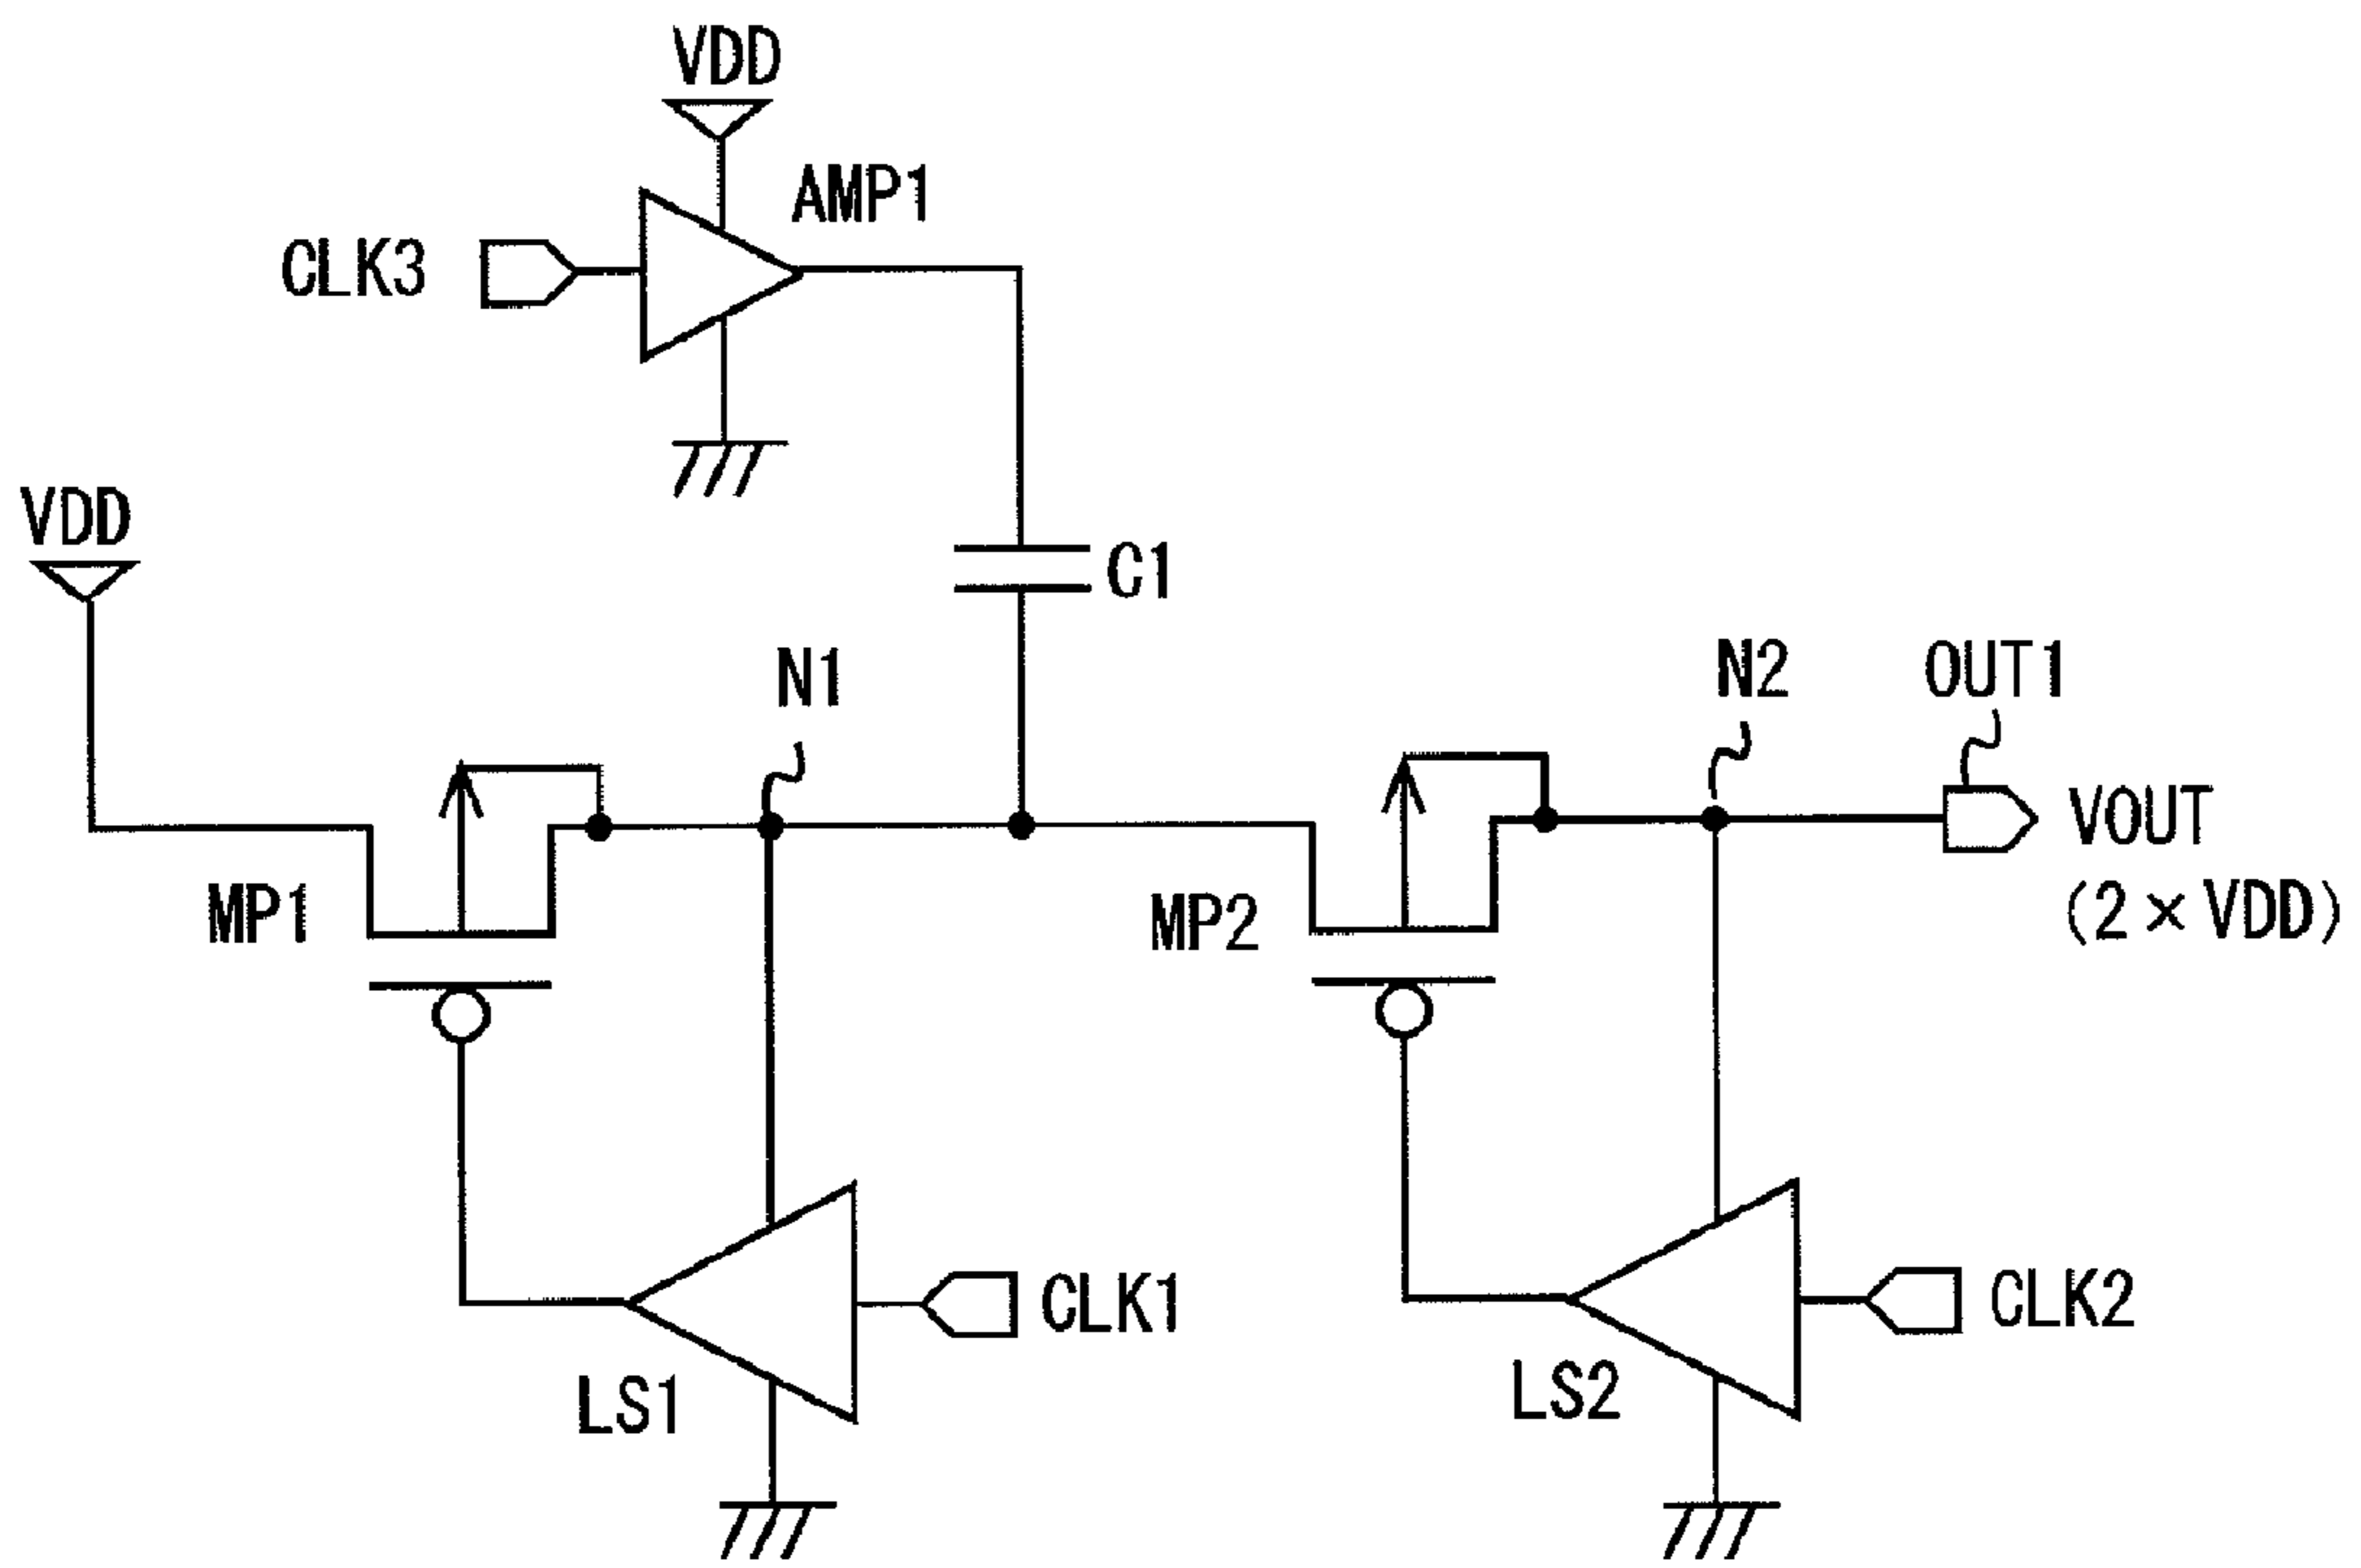 VDD
AMP1
CLK3
VDD
C1
N1
N2
OUT1
VOUT
(2×VDD)
MP1
MP2
CLK1
CLK2
LS1
LS2